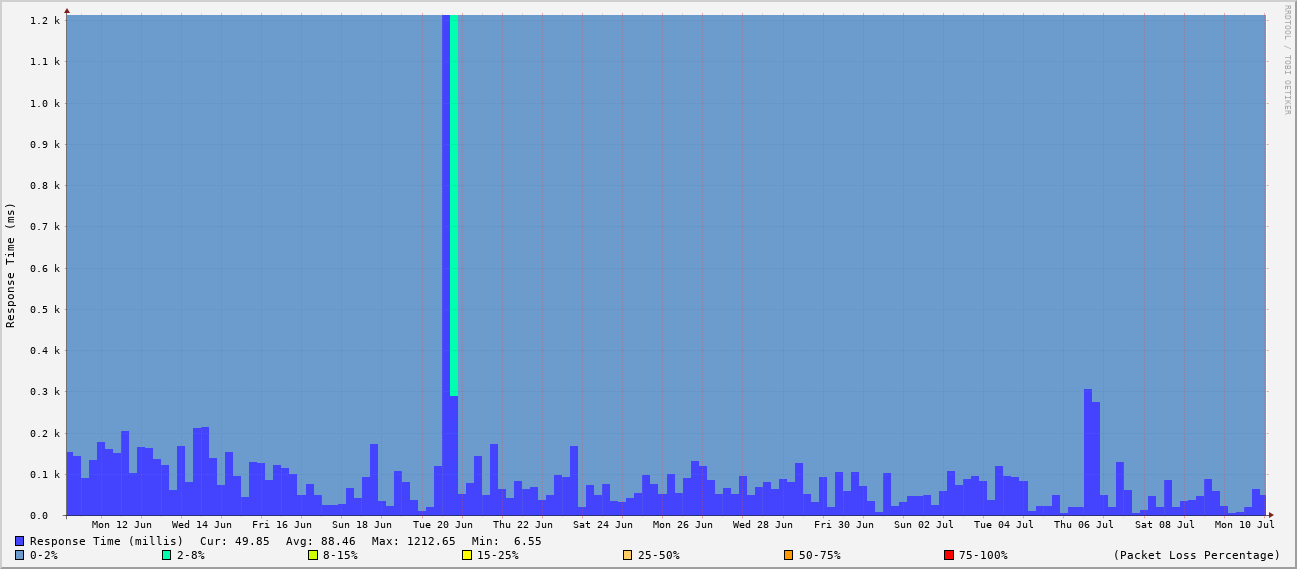 RRDTOOL / TOBI OETIKER
Response Time (ms)
1.2 k
1.1 k
1.0 k
0.9 k
0.8 k
0.7 k
0.6 k
0.5 k
0.4 k
0.3 k
0.2 k
0.1 k
0.0
Mon 12 Jun Wed 14 Jun Fri 16 Jun Sun 18 Jun Tue 20 Jun Thu 22 Jun Sat 24 Jun Mon 26 Jun Wed 28 Jun Fri 30 Jun Sun 02 Jul Tue 04 Jul Thu 06 Jul Sat 08 Jul Mon 10 Jul
Response Time (millis) Cur: 49.85 Avg: 88.46 Max: 1212.65 Min: 6.55
0-2% 2-8% 8-15% 15-25% 25-50% 50-75% 75-100% (Packet Loss Percentage)